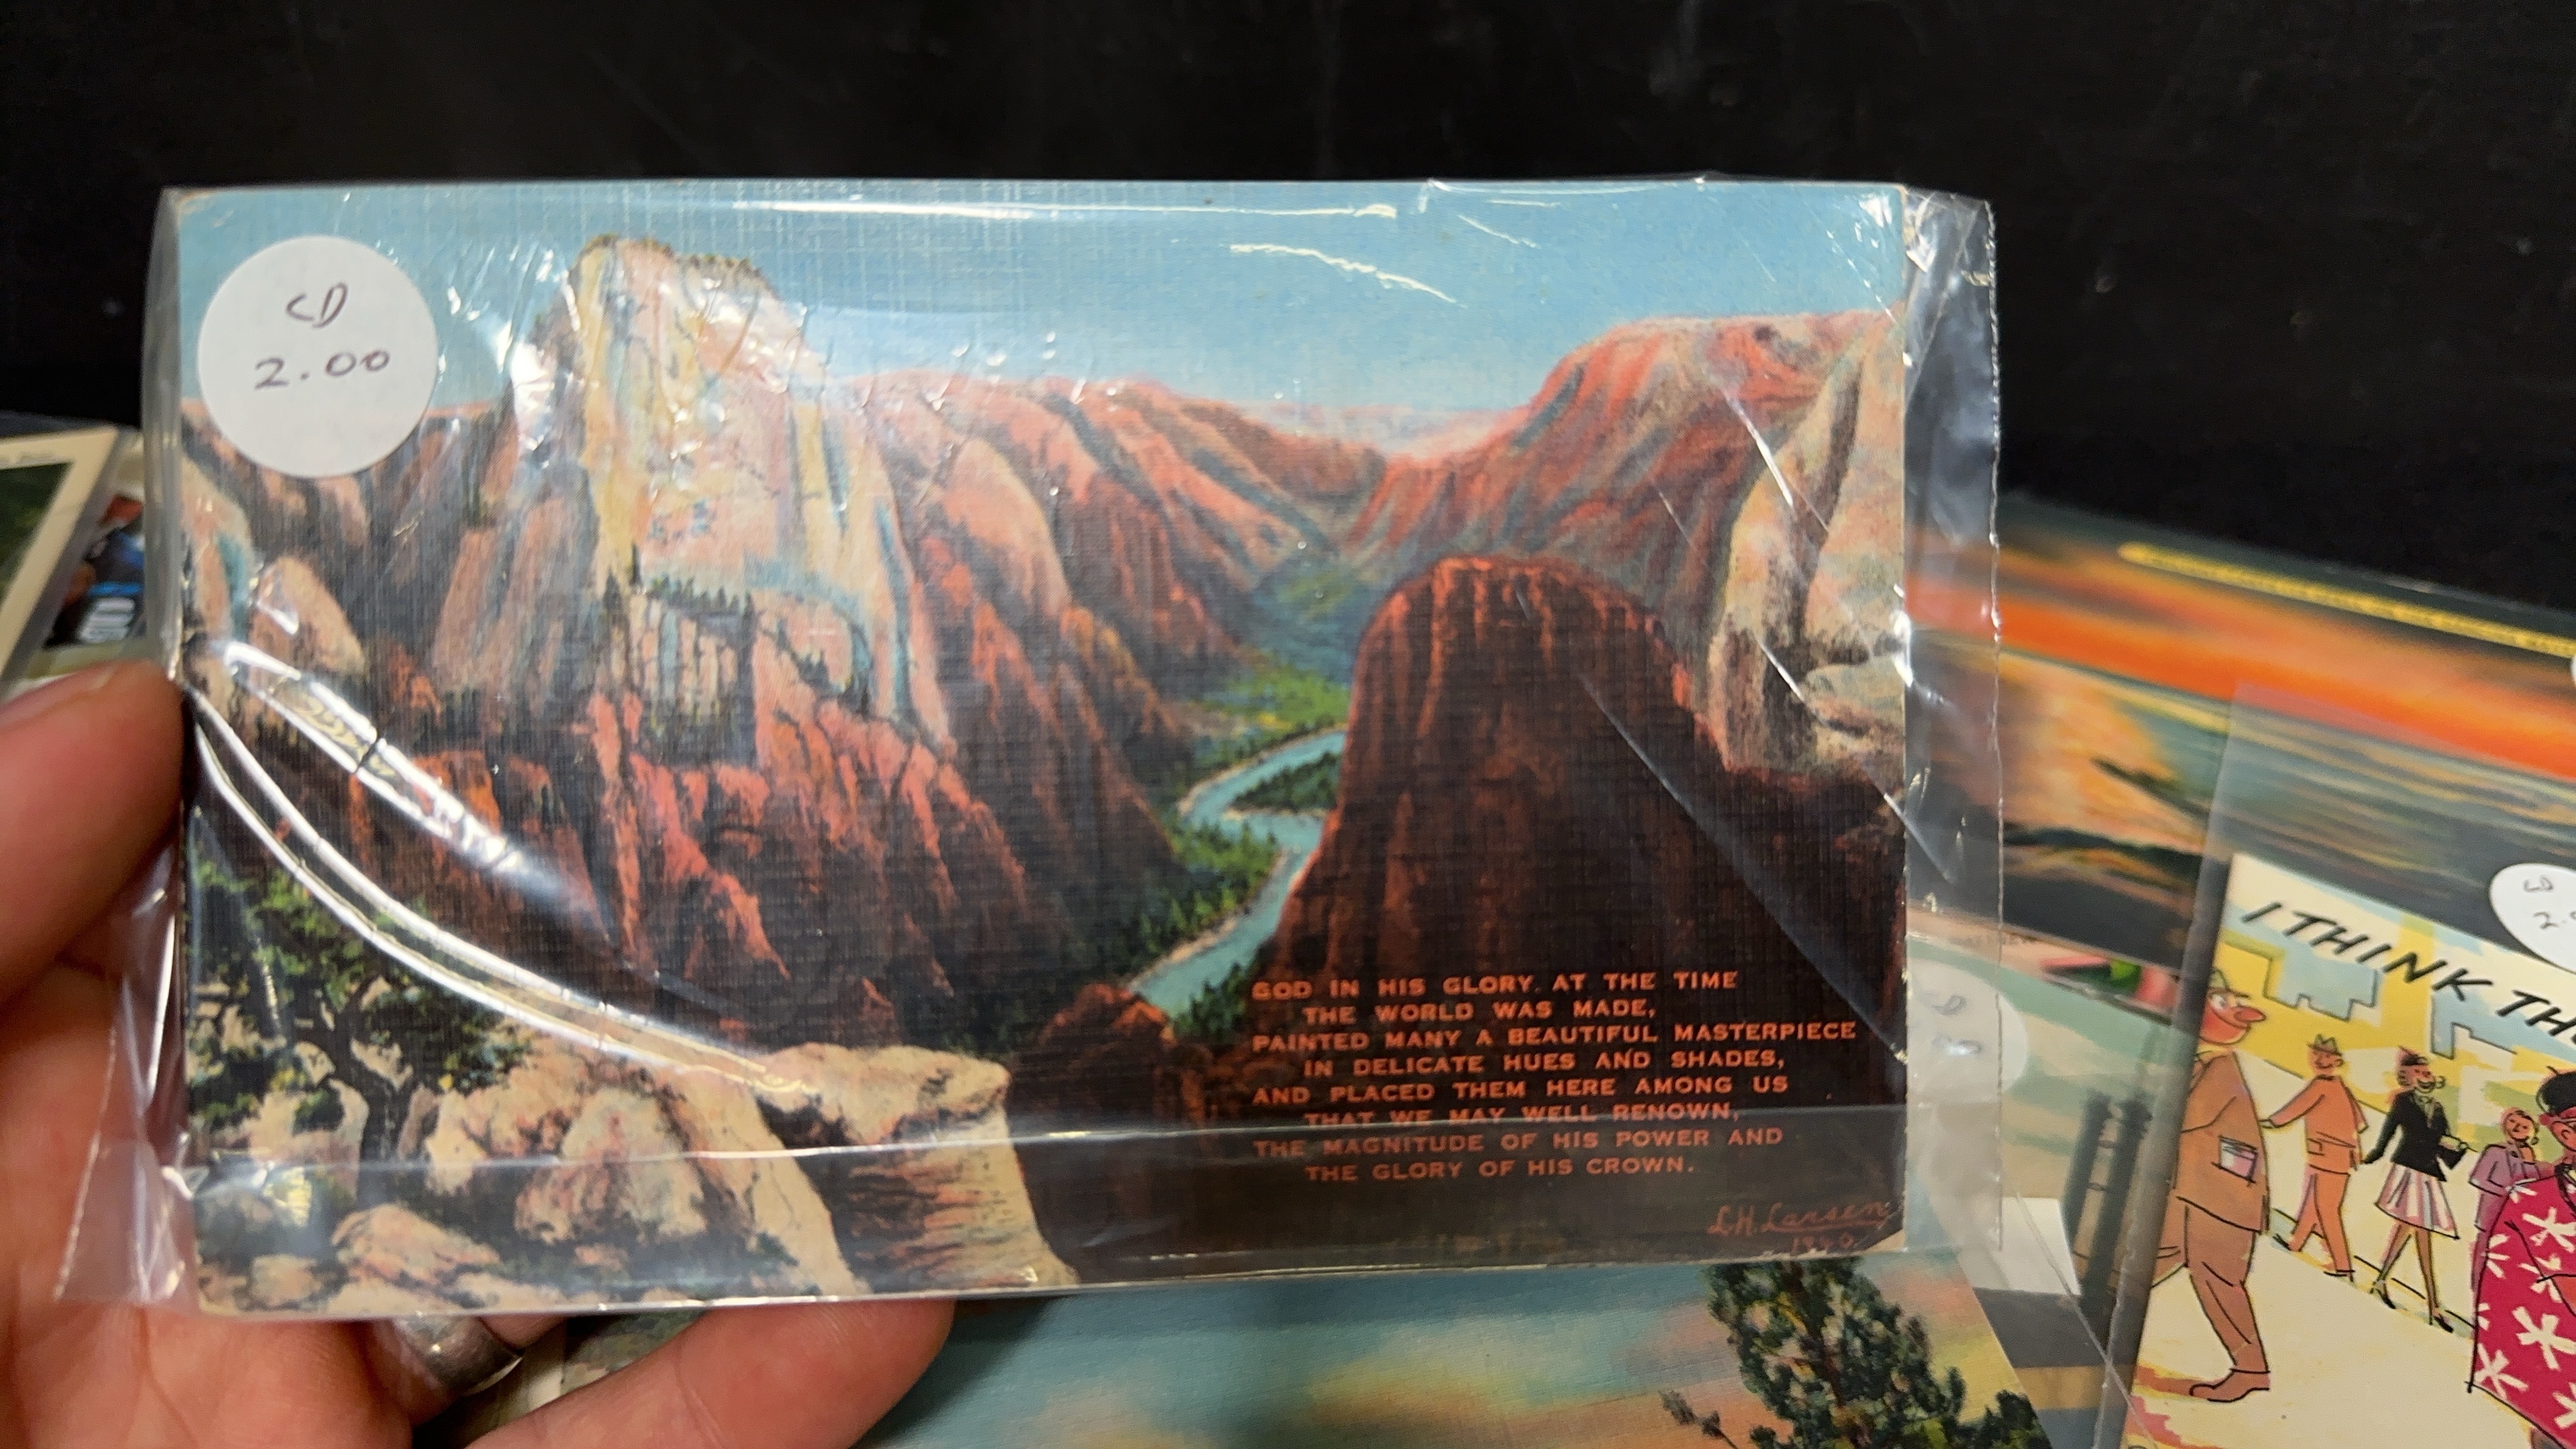 CD
2.00
GOD IN HIS GLORY. AT THE TIME
THE WORLD WAS MADE,
PAINTED MANY A BEAUTIFUL MASTERPIECE
IN DELICATE HUES AND SHADES,
AND PLACED THEM HERE AMONG US
THAT WE MAY WELL RENOWN,
THE MAGNITUDE OF HIS POWER AND
THE GLORY OF HIS CROWN.
L.H. Larsen
I THINK
CD